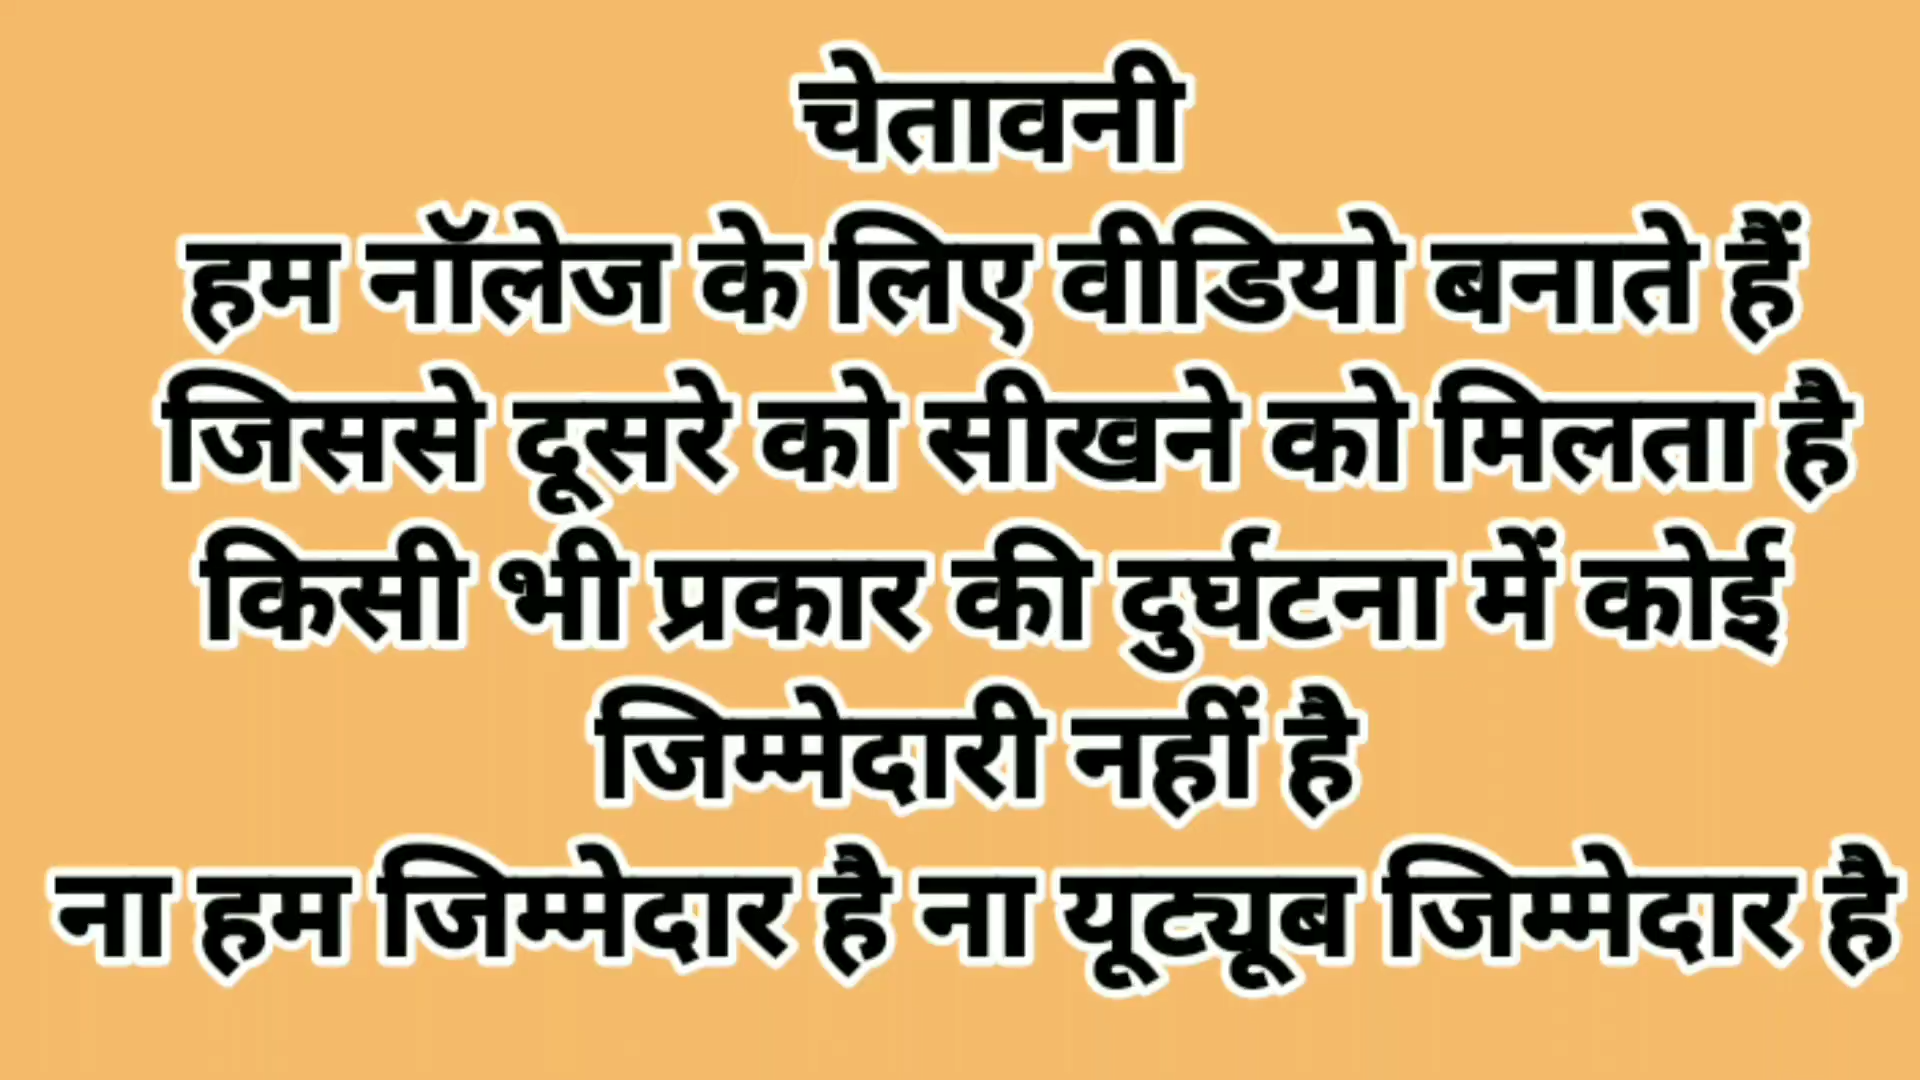 चेतावनी
हम नॉलेज के लिए वीडियो बनाते हैं
जिससे दूसरे को सीखने को मिलता है
किसी भी प्रकार की दुर्घटना में कोई
जिम्मेदारी नहीं है
ना हम जिम्मेदार है ना यूट्यूब जिम्मेदार है